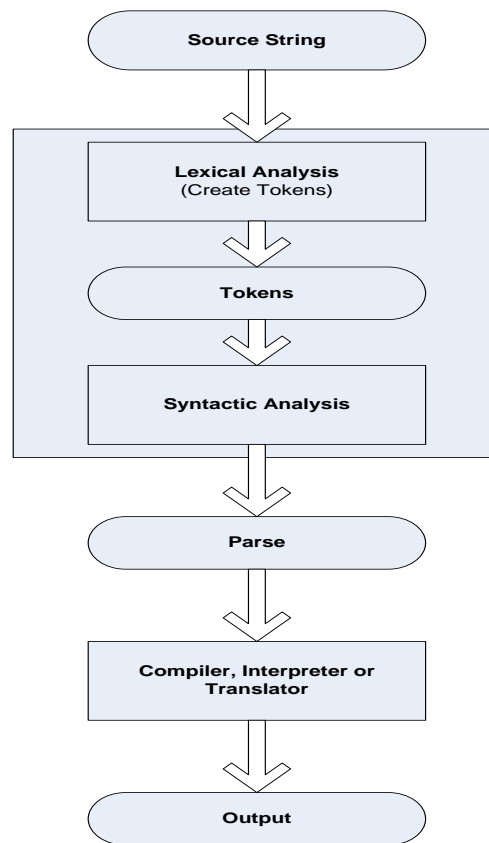 Source String
Lexical Analysis
(Create Tokens)
Tokens
Syntactic Analysis
Parse
Compiler, Interpreter or
Translator
Output